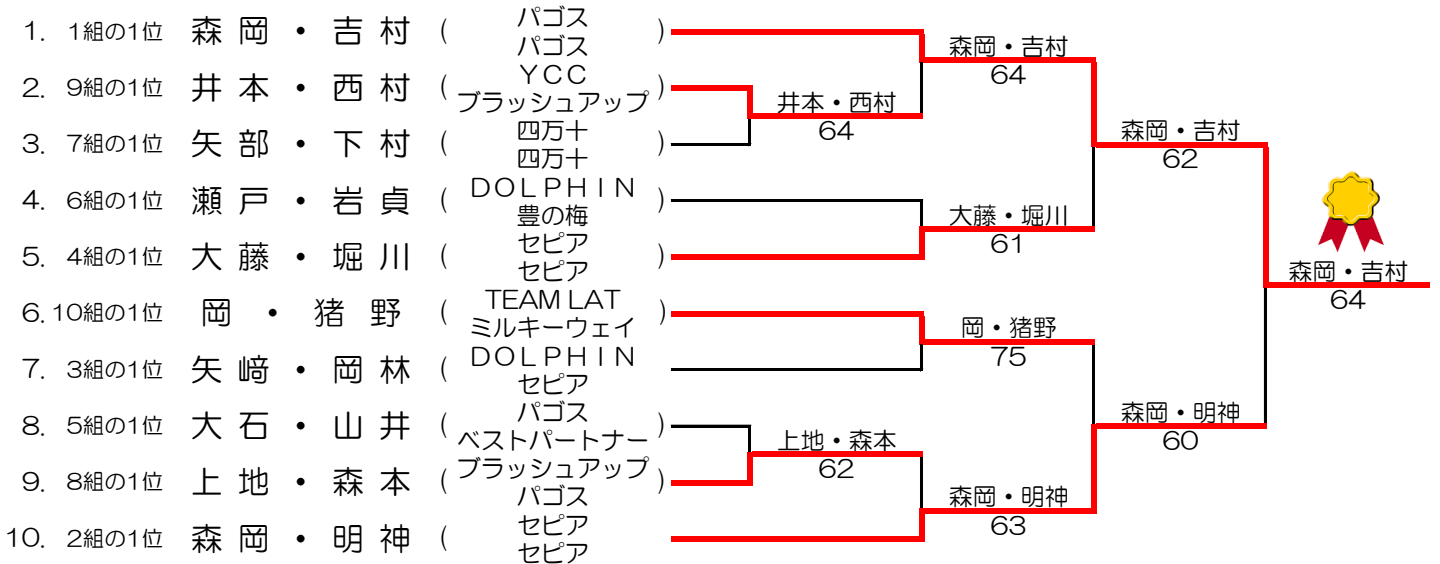 1. 1組の1位 森岡・吉村 ( パゴス パゴス )
2. 9組の1位 井本・西村 ( YCC ブラッシュアップ )
3. 7組の1位 矢部・下村 ( 四万十 四万十 )
4. 6組の1位 瀬戸・岩貞 ( DOLPHIN 豊の梅 )
5. 4組の1位 大藤・堀川 ( セピア セピア )
6. 10組の1位 岡・猪野 ( TEAM LAT ミルキーウェイ )
7. 3組の1位 矢﨑・岡林 ( DOLPHIN セピア )
8. 5組の1位 大石・山井 ( パゴス ベストパートナー )
9. 8組の1位 上地・森本 ( ブラッシュアップ パゴス )
10. 2組の1位 森岡・明神 ( セピア セピア )
井本・西村
64
上地・森本
62
森岡・吉村
64
大藤・堀川
61
岡・猪野
75
森岡・明神
63
森岡・吉村
62
森岡・明神
60
森岡・吉村
64